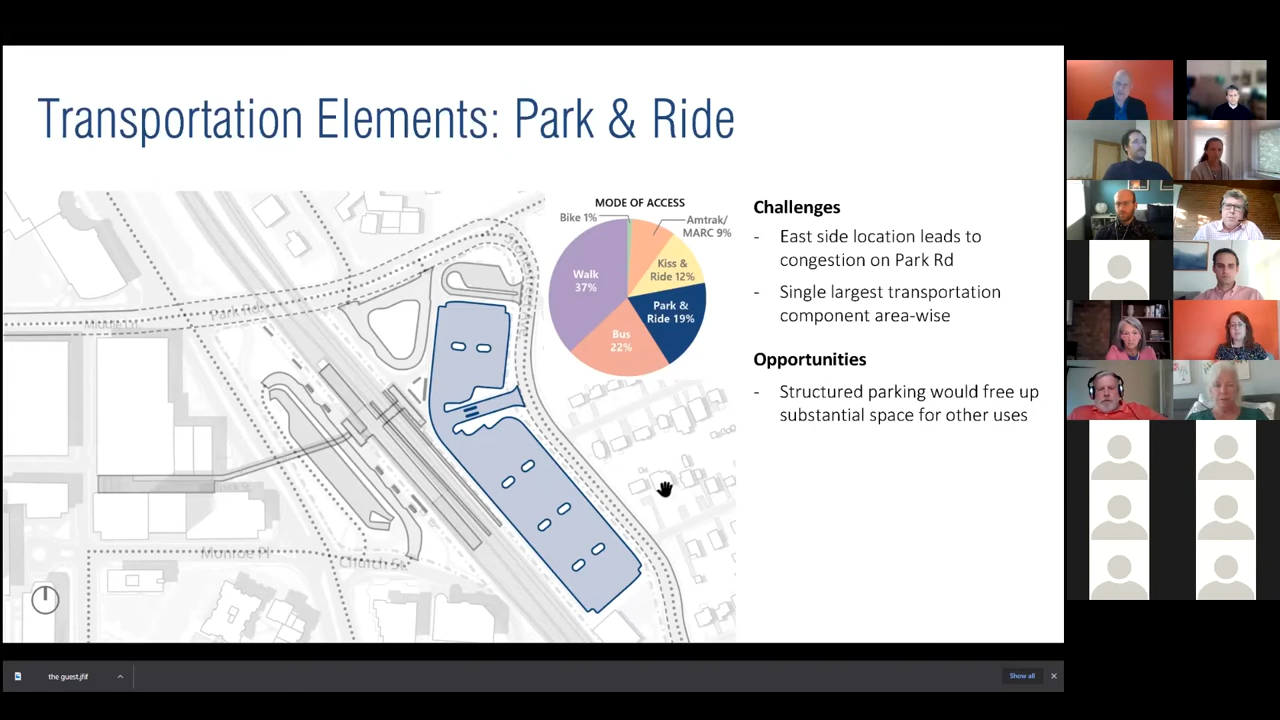 Transportation Elements: Park & Ride
MODE OF ACCESS
Bike 1%
Amtrak/
MARC 9%
Kiss &
Ride 12%
Walk
37%
Park &
Ride 19%
Bus
22%
Challenges
- East side location leads to
congestion on Park Rd
- Single largest transportation
component area-wise
Opportunities
- Structured parking would free up
substantial space for other uses
Middle Ln
Park Rd
Monroe Pl
Church St
the guest.jfif
Show all